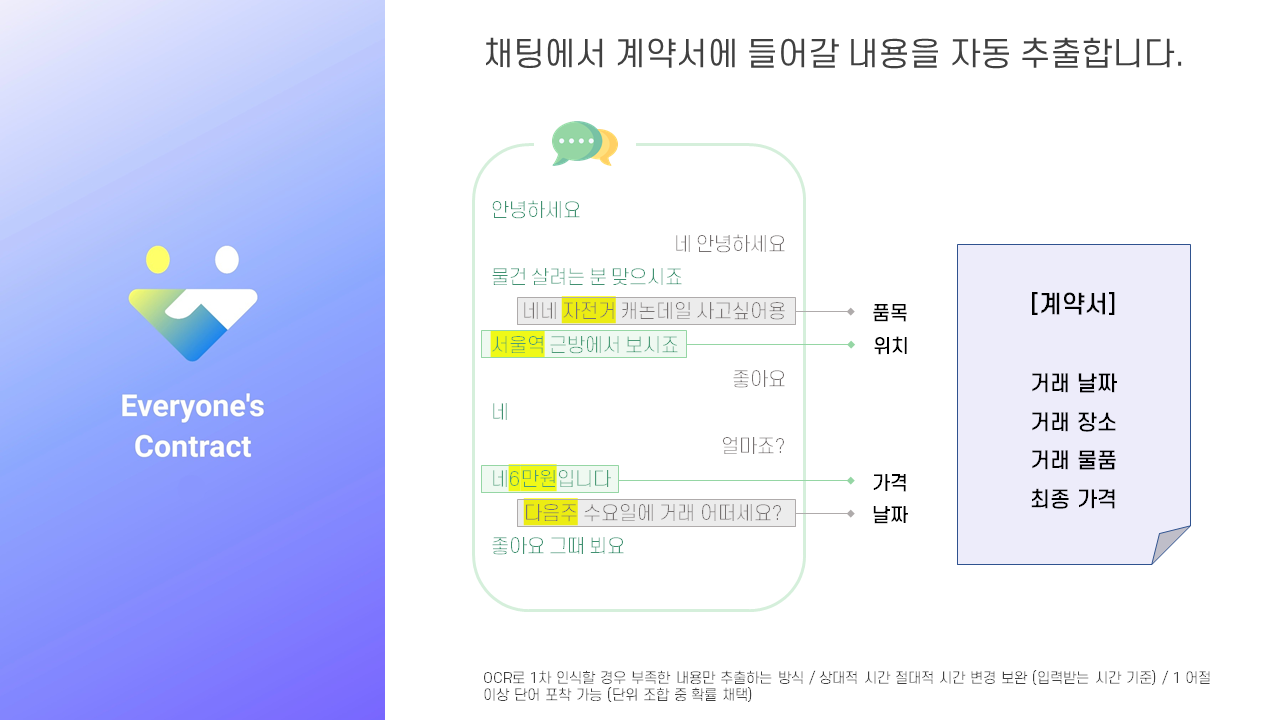 채팅에서 계약서에 들어갈 내용을 자동 추출합니다.
Everyone's
Contract
안녕하세요
네 안녕하세요
물건 살려는 분 맞으시죠
네네 자전거 캐논데일 사고싶어용
품목
서울역 근방에서 보시죠
위치
좋아요
네
얼마죠?
네6만원입니다
가격
다음주 수요일에 거래 어떠세요?
날짜
좋아요 그때 뵈요
[계약서]
거래 날짜
거래 장소
거래 물품
최종 가격
OCR로 1차 인식할 경우 부족한 내용만 추출하는 방식 / 상대적 시간 절대적 시간 변경 보완 (입력받는 시간 기준) / 1 어절
이상 단어 포착 가능 (단위 조합 중 확률 채택)